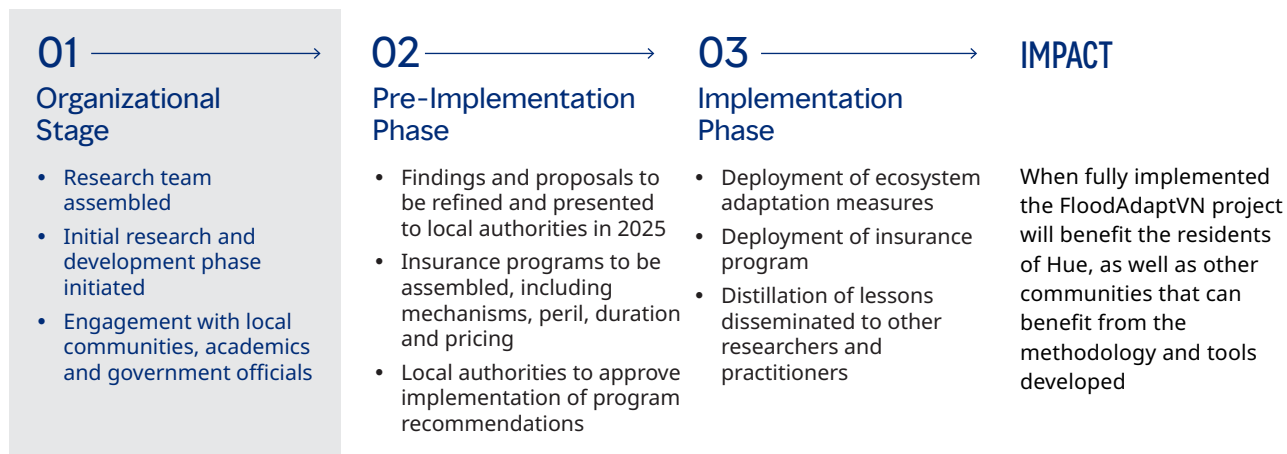 01
Organizational
Stage
• Research team
assembled
• Initial research and
development phase
initiated
• Engagement with local
communities, academics
and government officials
02
Pre-Implementation
Phase
• Findings and proposals to
be refined and presented
to local authorities in 2025
• Insurance programs to be
assembled, including
mechanisms, peril, duration
and pricing
• Local authorities to approve
implementation of program
recommendations
03
Implementation
Phase
• Deployment of ecosystem
adaptation measures
• Deployment of insurance
program
• Distillation of lessons
disseminated to other
researchers and
practitioners
IMPACT
When fully implemented
the FloodAdaptVN project
will benefit the residents
of Hue, as well as other
communities that can
benefit from the
methodology and tools
developed